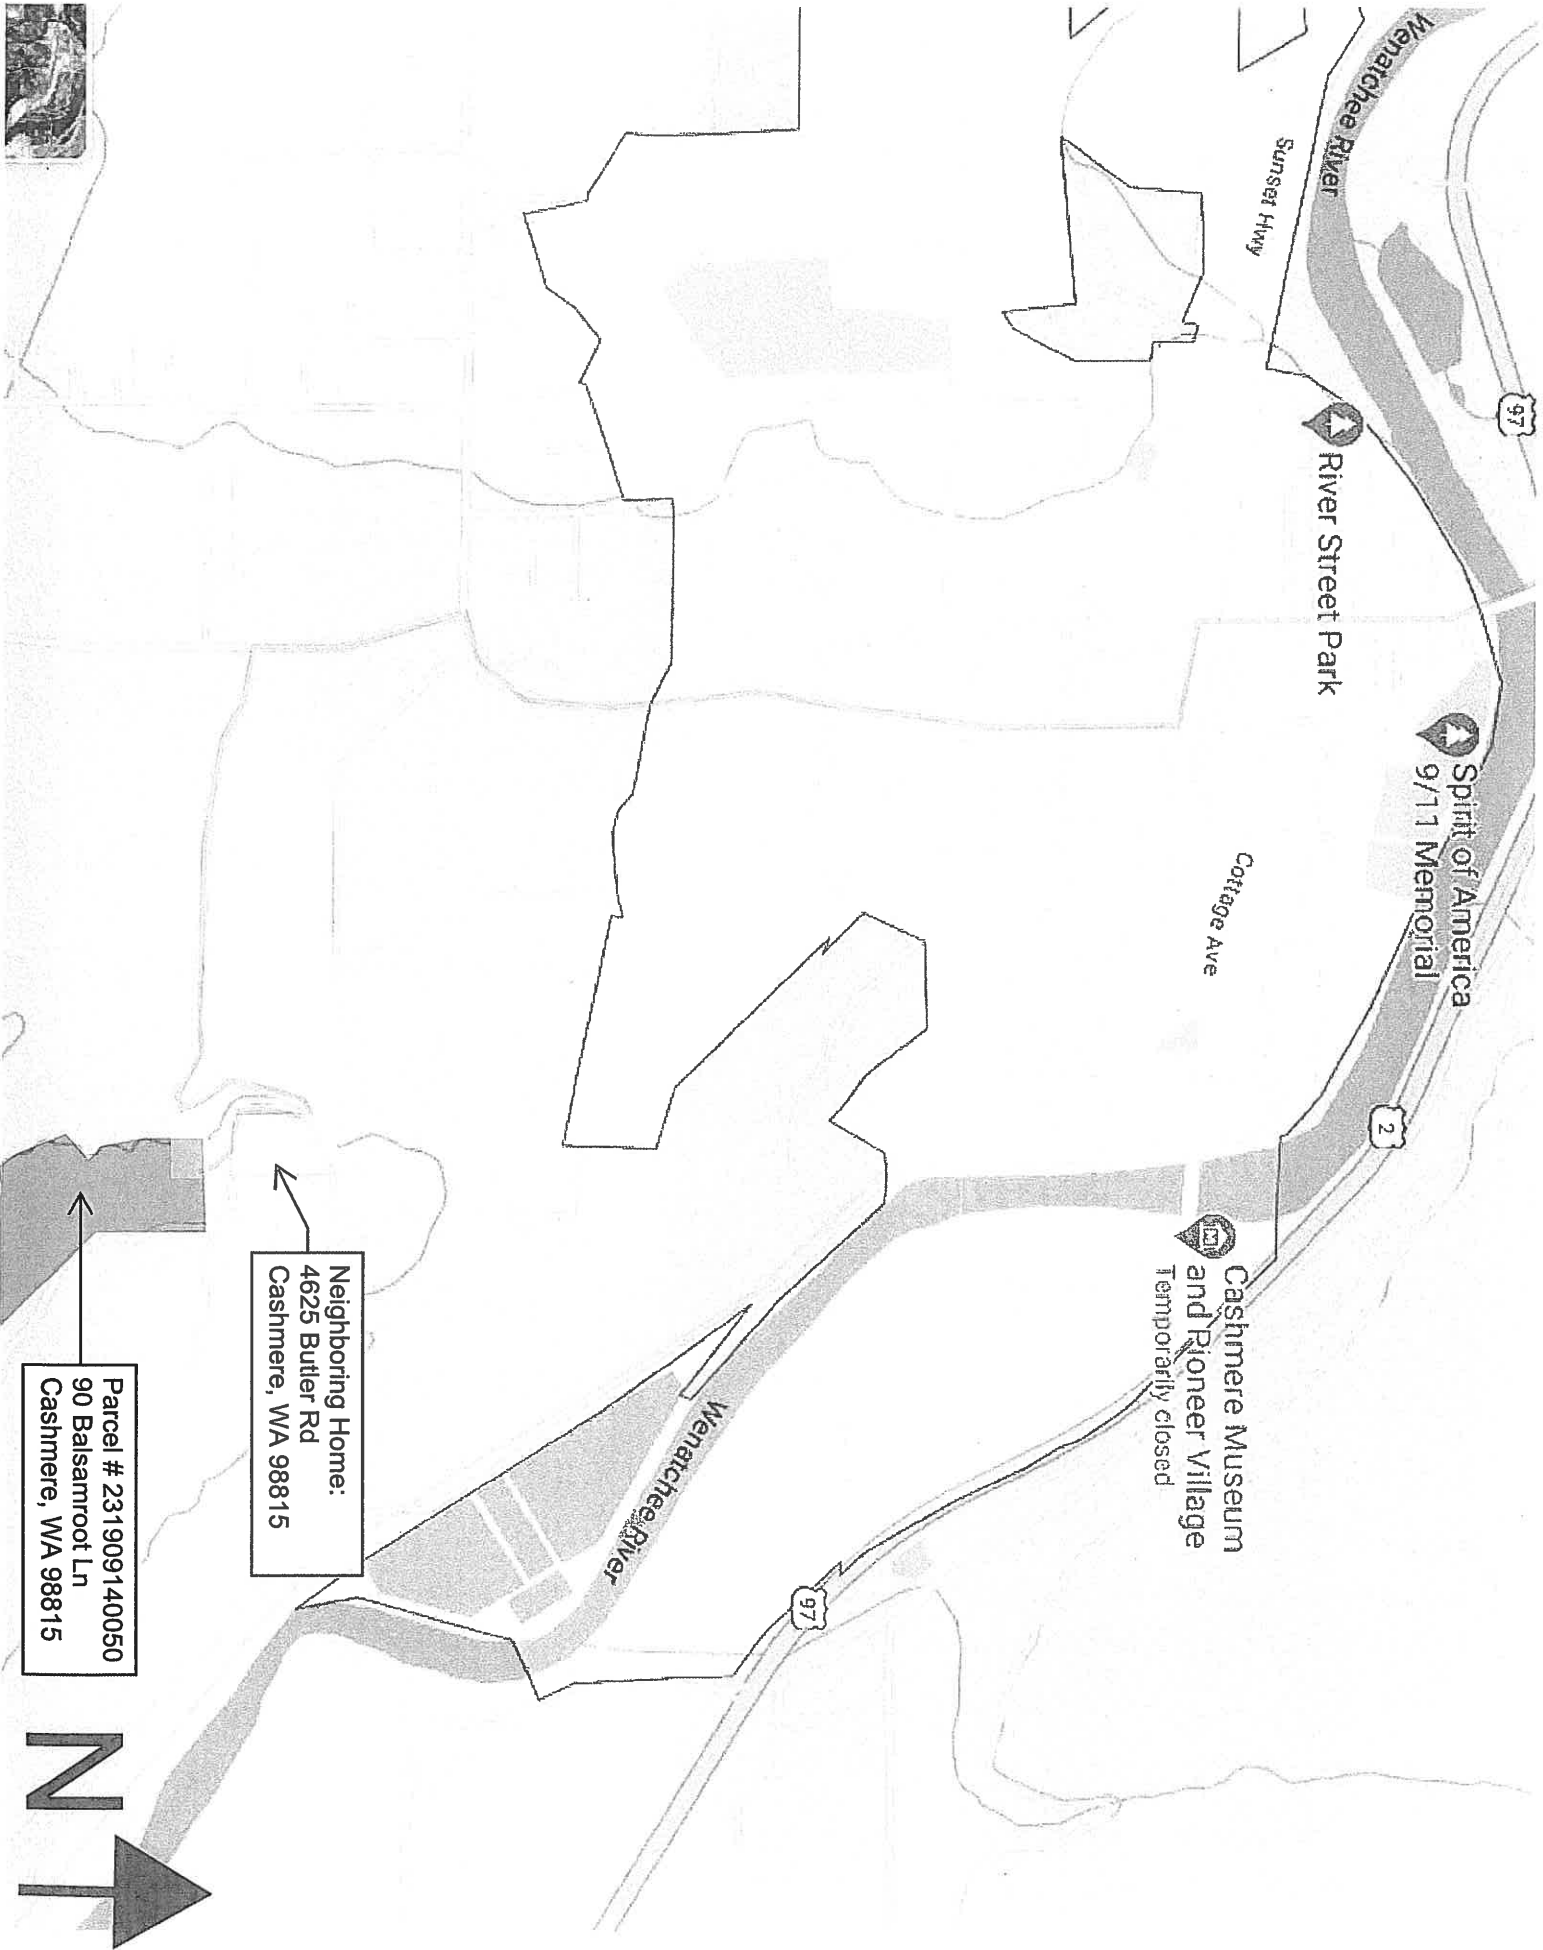 97
Wenatchee River
Spirit of America
9/11 Memorial
2
River Street Park
Sunset Hwy
Cottage Ave
Cashmere Museum
and Pioneer Village
Temporarily closed
97
Wenatchee River
Neighboring Home:
4625 Butler Rd
Cashmere, WA 98815
Parcel # 231909140050
90 Balsamroot Ln
Cashmere, WA 98815
N